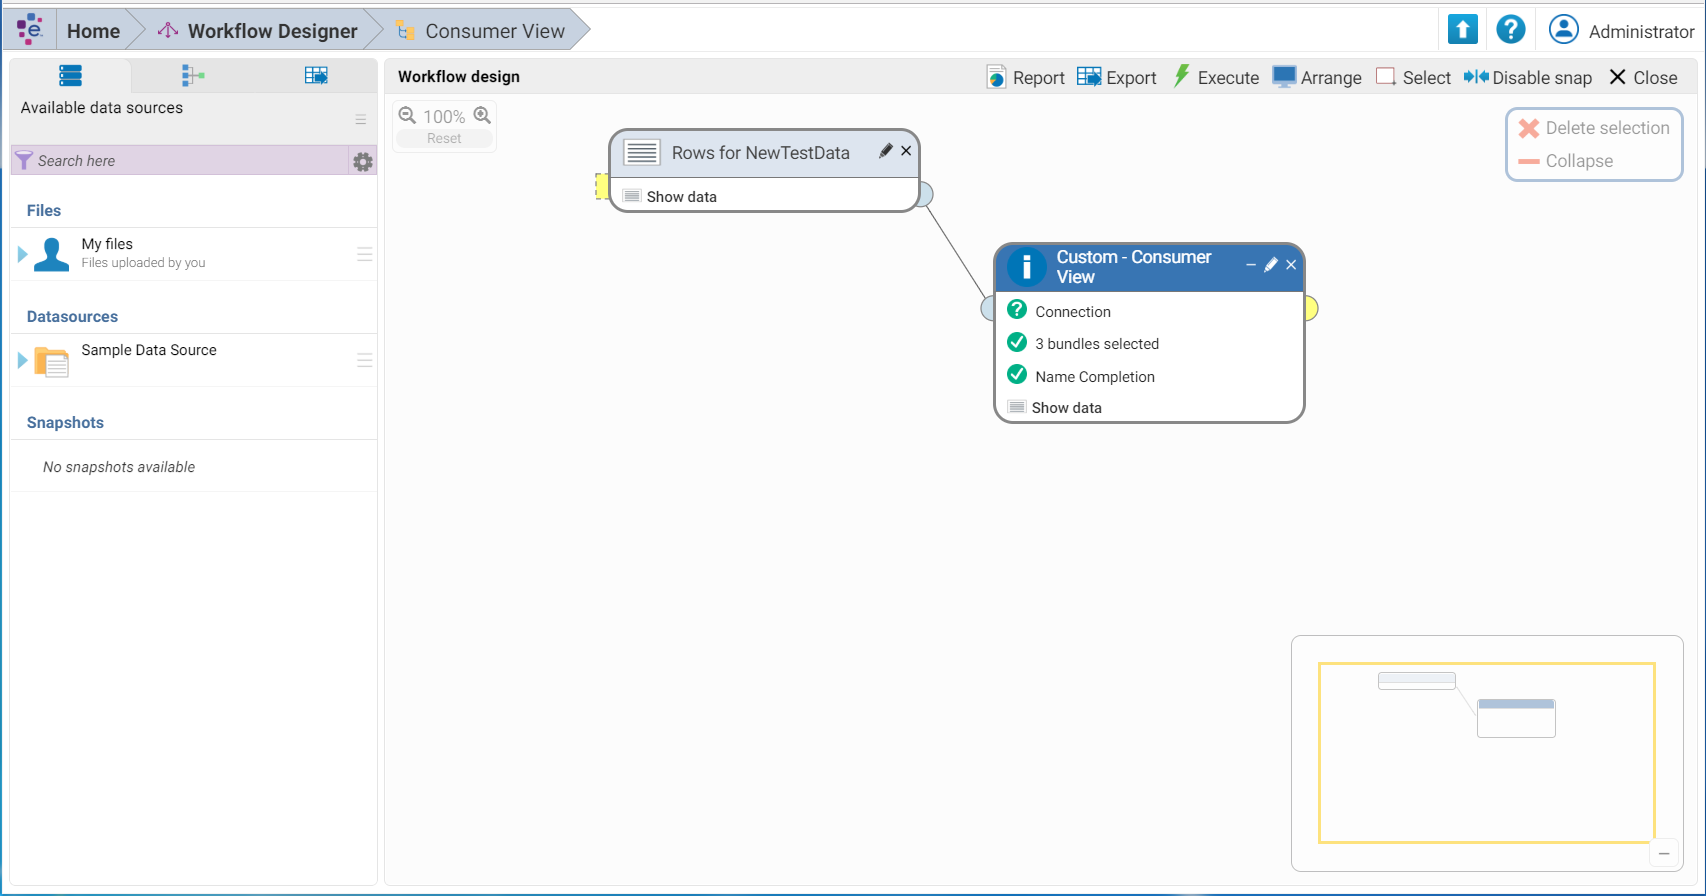 e
Home
Workflow Designer
Consumer View
Administrator
Available data sources
Search here
Files
My files
Files uploaded by you
Datasources
Sample Data Source
Snapshots
No snapshots available
Workflow design
Report
Export
Execute
Arrange
Select
Disable snap
Close
100%
Reset
Delete selection
Collapse
Rows for NewTestData
Show data
Custom - Consumer
View
Connection
3 bundles selected
Name Completion
Show data